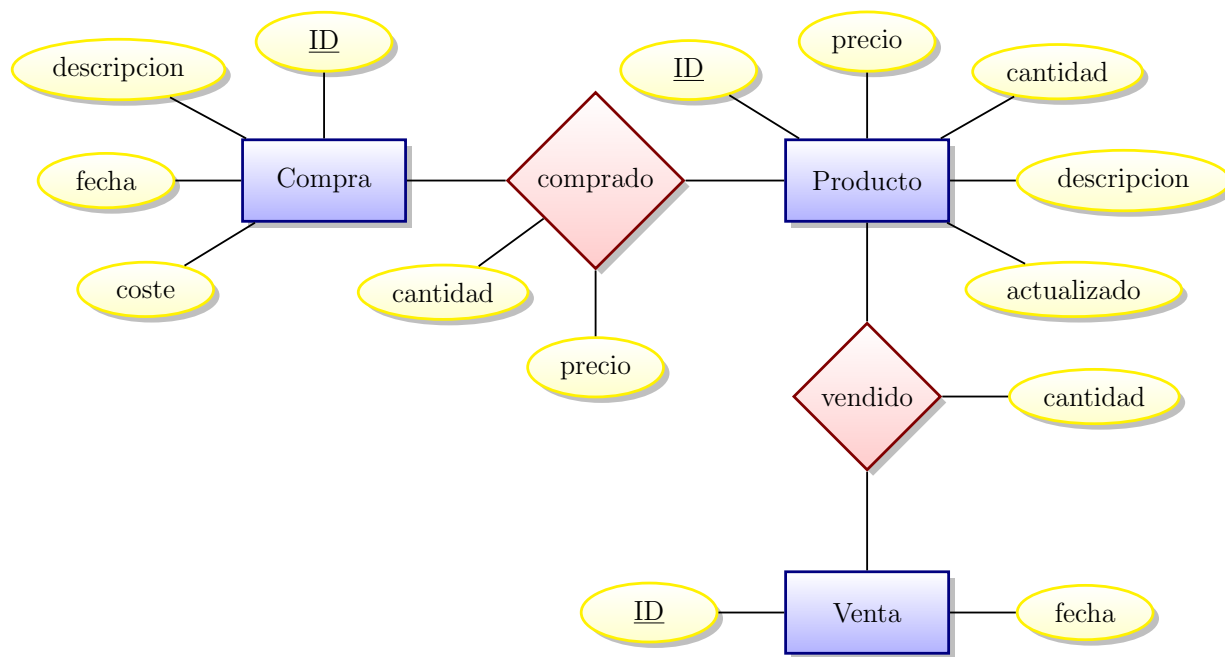 ID
precio
descripcion
ID
cantidad
fecha
Compra
comprado
Producto
descripcion
coste
cantidad
actualizado
precio
vendido
cantidad
ID
Venta
fecha